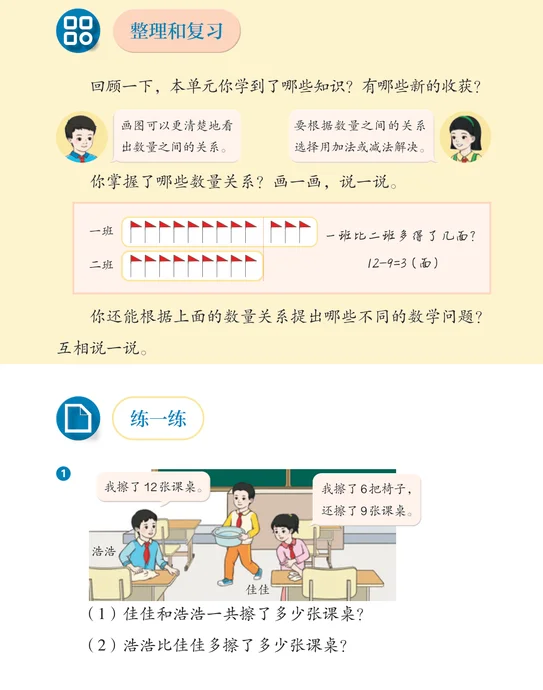 整理和复习
回顾一下，本单元你学到了哪些知识？有哪些新的收获？
画图可以更清楚地看
出数量之间的关系。
要根据数量之间的关系
选择用加法或减法解决。
你掌握了哪些数量关系？画一画，说一说。
一班
一班比二班多得了几面？
二班
12-9=3（面）
你还能根据上面的数量关系提出哪些不同的数学问题？
互相说一说。
练一练
1
我擦了12张课桌。
我擦了6把椅子，
还擦了9张课桌。
浩浩
佳佳
（1）佳佳和浩浩一共擦了多少张课桌？
（2）浩浩比佳佳多擦了多少张课桌？